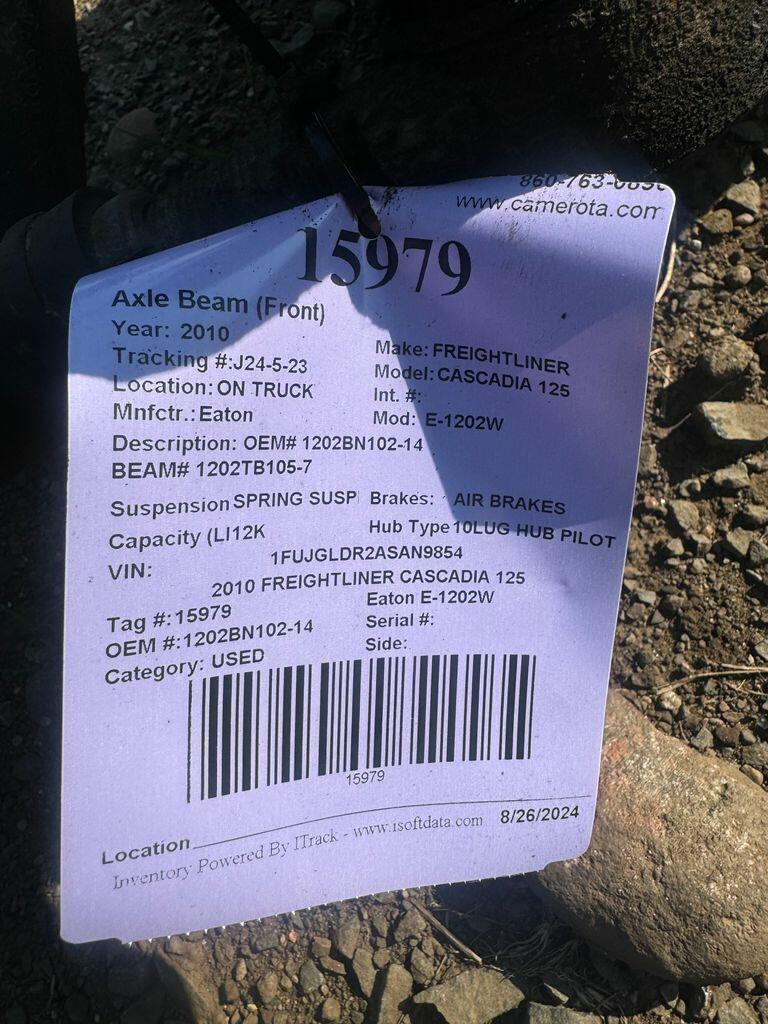 www.camerota.com
15979
Axle Beam (Front)
Year: 2010
Make: FREIGHTLINER
Tracking #:J24-5-23
Model: CASCADIA 125
Location: ON TRUCK
Int. #:
Mnfctr.: Eaton
Mod: E-1202W
Description: OEM# 1202BN102-14
BEAM# 1202TB105-7
Suspension SPRING SUSP
Brakes: AIR BRAKES
Capacity (LI12K
Hub Type 10LUG HUB PILOT
VIN: 1FUJGLDR2ASAN9854
2010 FREIGHTLINER CASCADIA 125
Tag #: 15979
Eaton E-1202W
OEM #:1202BN102-14
Serial #:
Category: USED
Side:
15979
Location
8/26/2024
Inventory Powered By ITrack - www.isoftdata.com